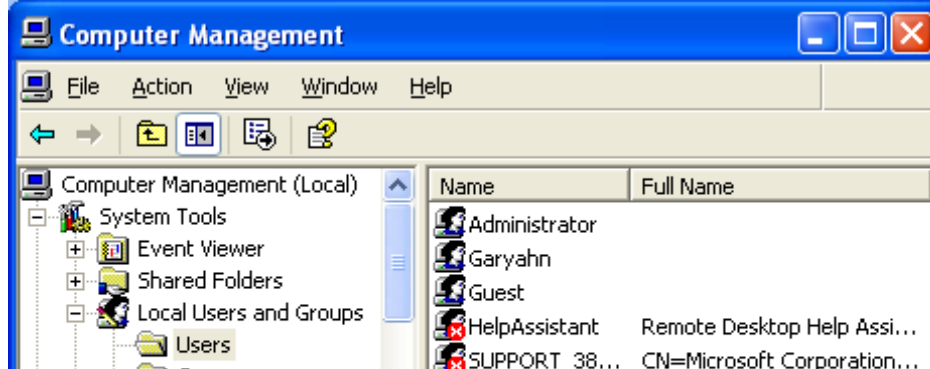 Computer Management
File Action View Window Help
Computer Management (Local)
System Tools
Event Viewer
Shared Folders
Local Users and Groups
Users
Name Full Name
Administrator
Garyahn
Guest
HelpAssistant Remote Desktop Help Assi...
SUPPORT_38... CN=Microsoft Corporation...